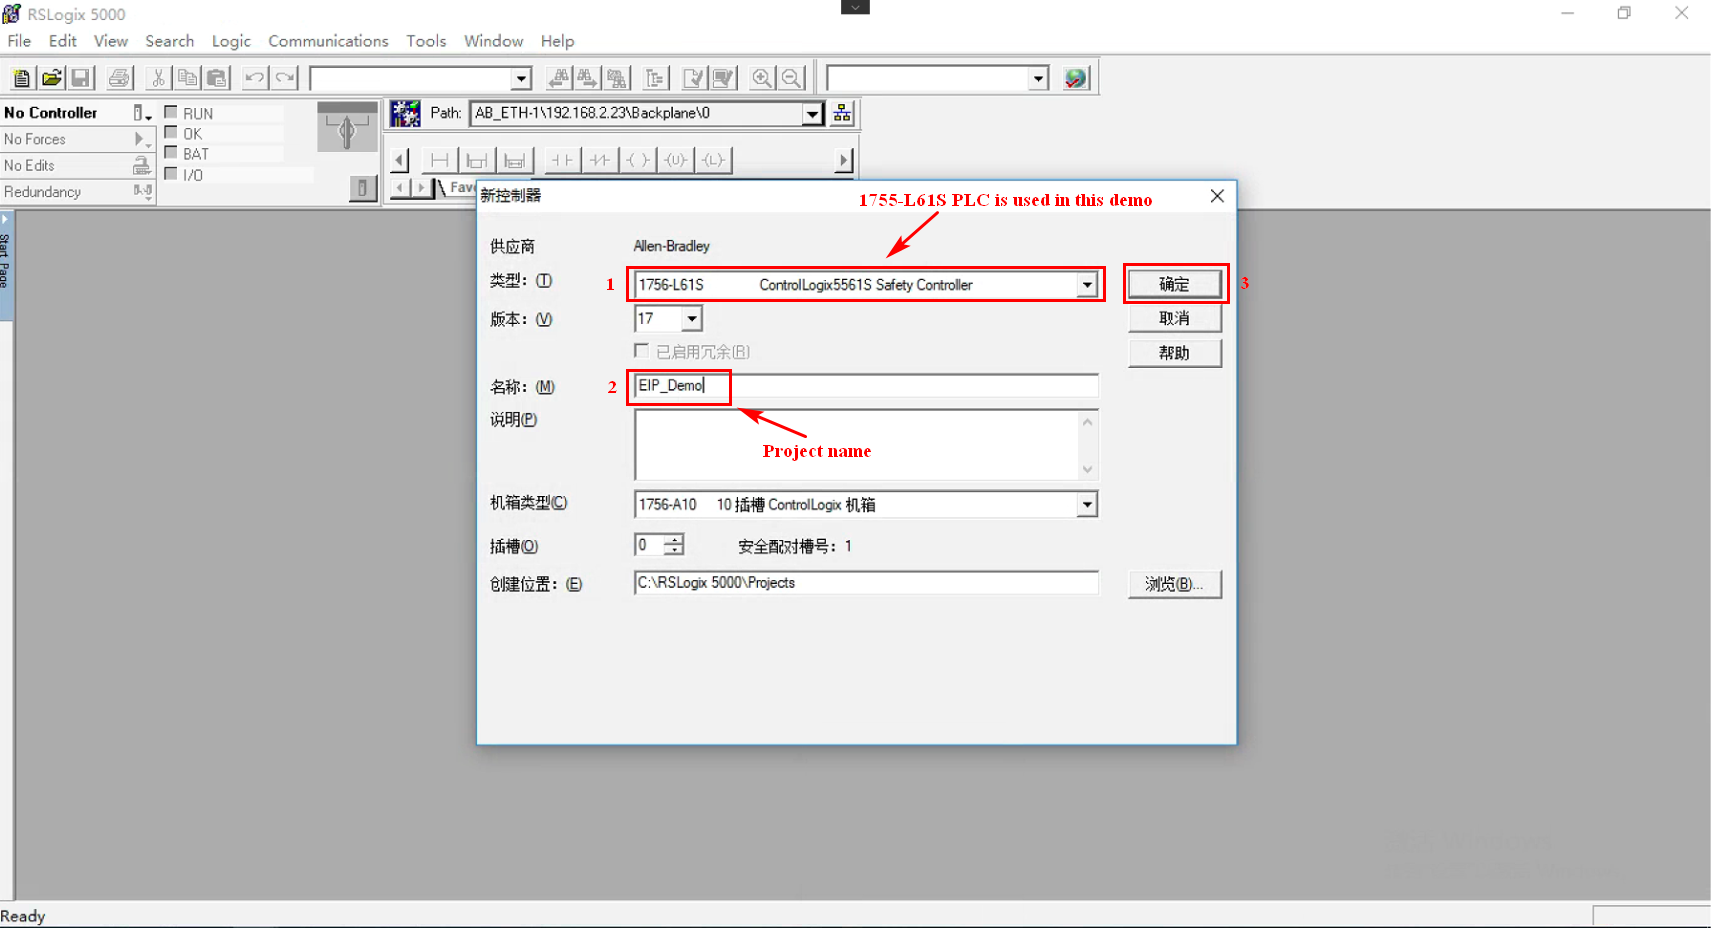 RSLogix 5000
File Edit View Search Logic Communications Tools Window Help
No Controller
No Forces
No Edits
Redundancy
RUN
OK
BAT
I/O
Path: AB_ETH-1\192.168.2.23\Backplane\0
Favo
Start Page
新控制器
1755-L61S PLC is used in this demo
供应商 Allen-Bradley
类型：(T) 1 1756-L61S ControlLogix5561S Safety Controller 确定 3
版本：(V) 17 取消
已启用冗余(R) 帮助
名称：(M) 2 EIP_Demo
说明(P)
Project name
机箱类型(C) 1756-A10 10 插槽 ControlLogix 机箱
插槽(O) 0 安全配对槽号：1
创建位置：(E) C:\RSLogix 5000\Projects 浏览(B)...
Ready